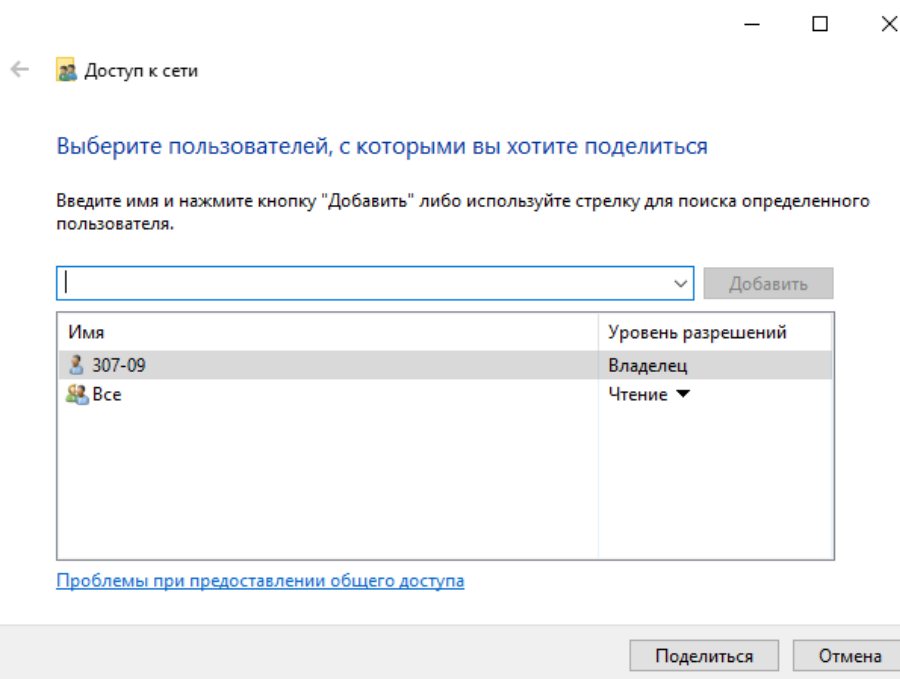 Доступ к сети
Выберите пользователей, с которыми вы хотите поделиться
Введите имя и нажмите кнопку "Добавить" либо используйте стрелку для поиска определенного
пользователя.
Добавить
Имя Уровень разрешений
307-09 Владелец
Все Чтение
Проблемы при предоставлении общего доступа
Поделиться Отмена